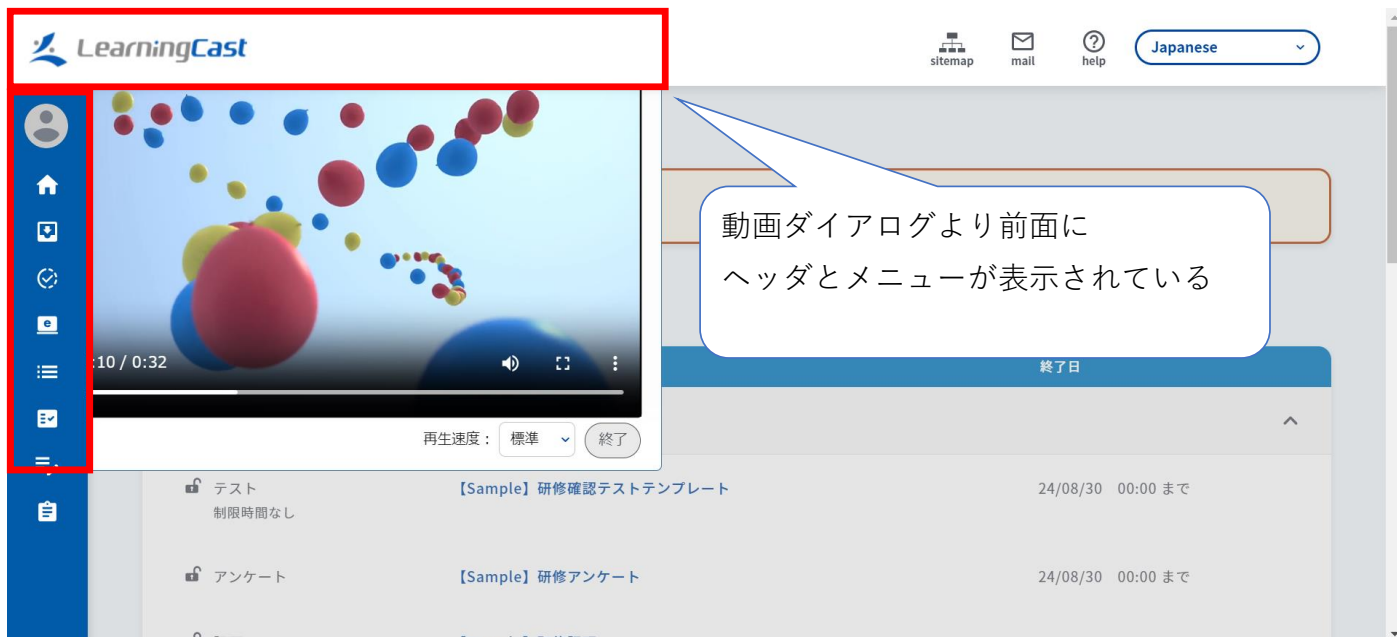 LearningCast
sitemap
mail
help
Japanese
動画ダイアログより前面に
ヘッダとメニューが表示されている
:10 / 0:32
終了日
再生速度：
標準
終了
テスト
【Sample】研修確認テストテンプレート
24/08/30 00:00 まで
制限時間なし
アンケート
【Sample】研修アンケート
24/08/30 00:00 まで